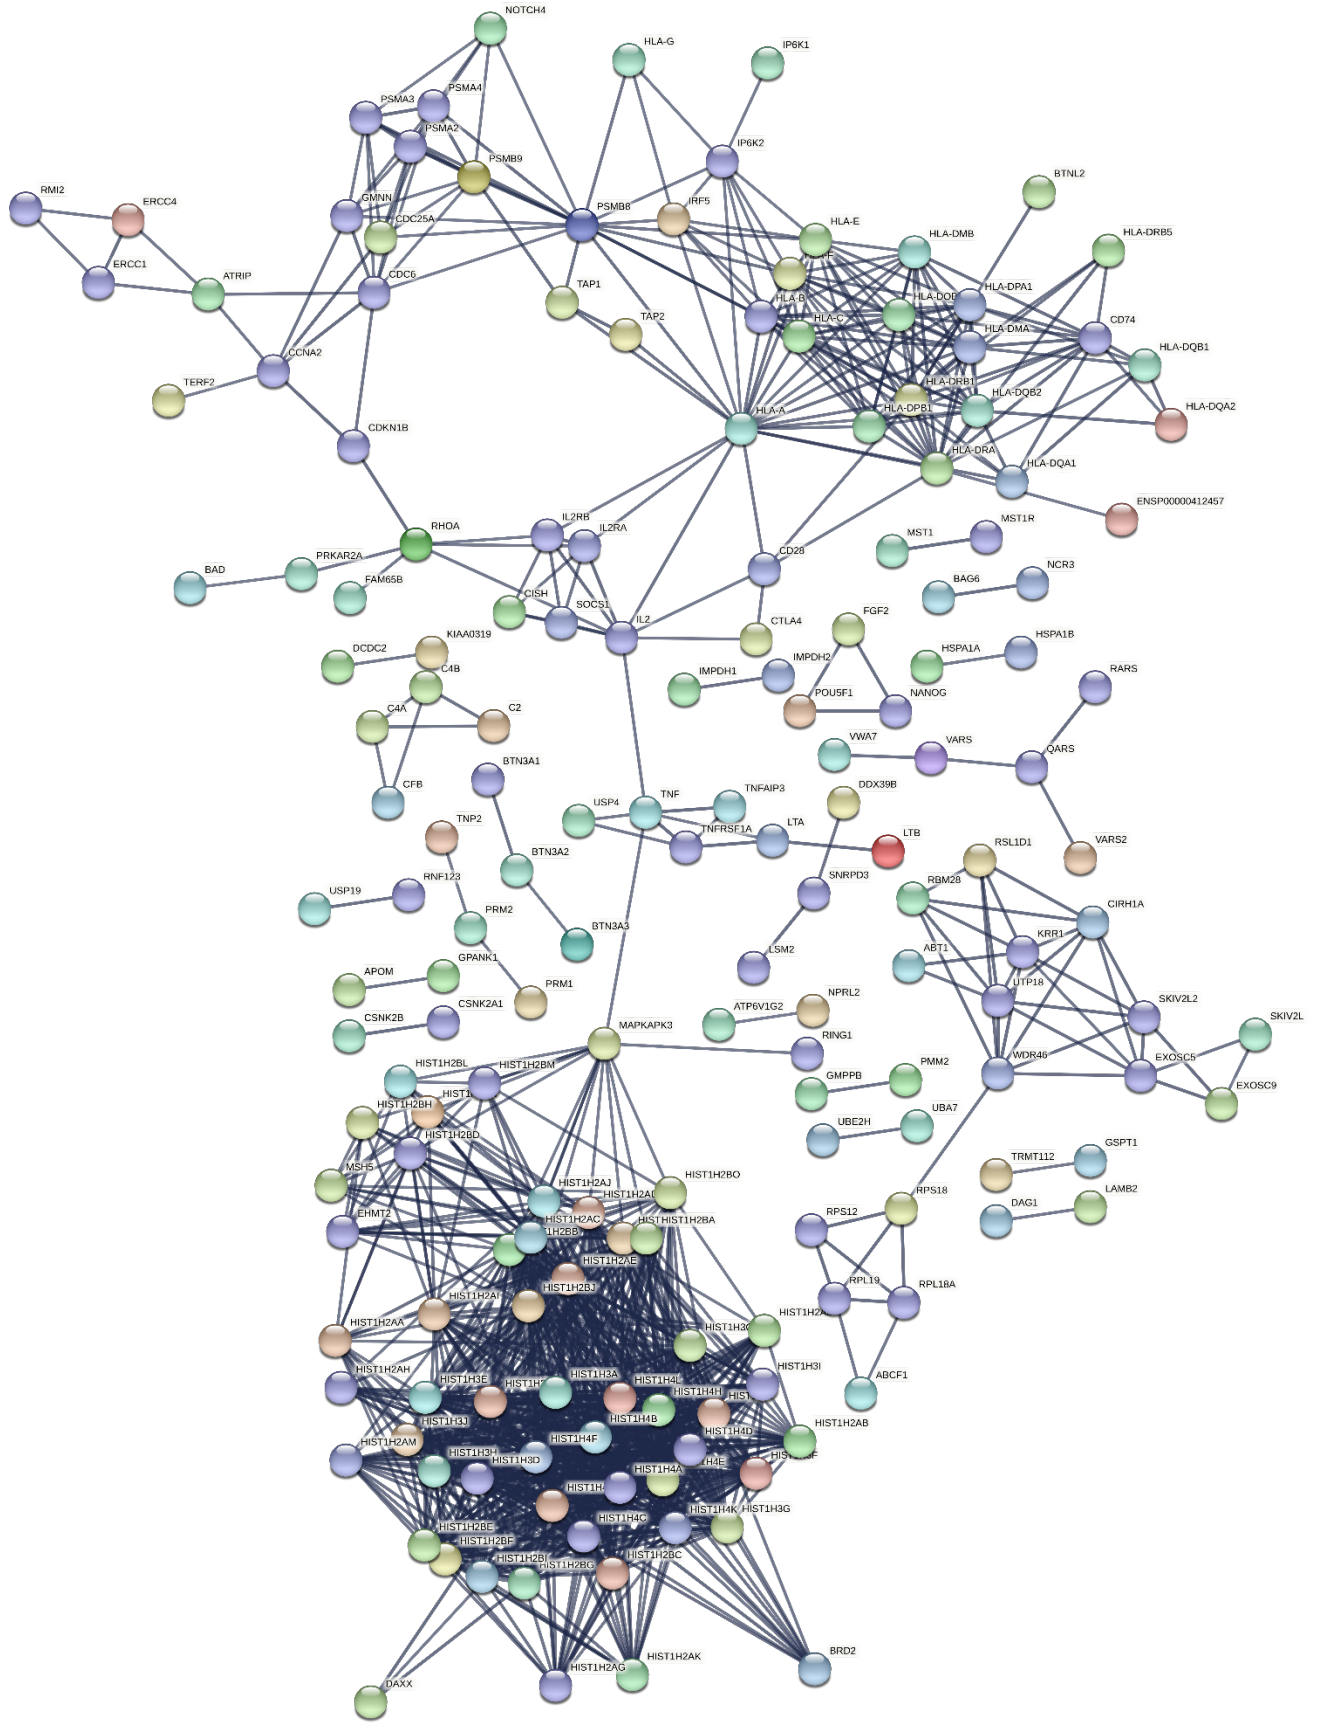 NOTCH4
HLA-G
IP6K1
PSMA4
PSMA3
PSMA2
IP6K2
PSMB9
BTNL2
RMI2
ERCC4
GMNN
CDC25A
PSMB8
IRF5
HLA-E
HLA-DMB
HLA-DRB5
ERCC1
ATRIP
CDC6
TAP1
TAP2
HLA-B
HLA-C
HLA-DPA1
HLA-DMA
CD74
HLA-DQB1
CCNA2
TERF2
HLA-DRB1
HLA-DQB2
HLA-A
HLA-DPB1
HLA-DQA2
CDKN1B
HLA-DRA
HLA-DQA1
ENSP00000412457
RHOA
IL2RB
IL2RA
MST1
MST1R
PRKAR2A
BAD
FAM65B
CD28
BAG6
NCR3
CISH
SOCS1
IL2
CTLA4
FGF2
KIAA0319
DCDC2
C4B
IMPDH1
IMPDH2
HSPA1A
HSPA1B
POU5F1
NANOG
RARS
C4A
C2
VWA7
VARS
QARS
CFB
BTN3A1
USP4
TNF
TNFAIP3
DDX39B
TNP2
TNFRSF1A
LTA
LTB
VARS2
BTN3A2
RNF123
USP19
SNRPD3
RSL1D1
RBM28
CIRH1A
PRM2
BTN3A3
KRR1
ABT1
LSM2
APOM
GPANK1
PRM1
UTP18
CSNK2B
CSNK2A1
ATP6V1G2
NPRL2
SKIV2L2
SKIV2L
MAPKAPK3
RING1
WDR46
EXOSC5
EXOSC9
HIST1H2BL
HIST1H2BM
GMPPB
PMM2
HIST1H2BH
UBE2H
UBA7
HIST1H2BD
MSH5
HIST1H2BO
TRMT112
GSPT1
HIST1H2AJ
EHMT2
HIST1H2AC
HIST1H2BA
RPS18
RPS12
DAG1
LAMB2
HIST1H2AE
HIST1H2BJ
RPL19
RPL18A
HIST1H2AI
HIST1H2AA
HIST1H2AH
HIST1H3E
HIST1H3A
HIST1H4L
HIST1H4H
HIST1H3I
ABCF1
HIST1H3J
HIST1H4B
HIST1H4D
HIST1H2AB
HIST1H2AM
HIST1H4F
HIST1H3H
HIST1H3D
HIST1H4A
HIST1H4C
HIST1H4K
HIST1H3G
HIST1H2BE
HIST1H2BF
HIST1H2BI
HIST1H2BG
HIST1H2BC
HIST1H2AG
HIST1H2AK
BRD2
DAXX